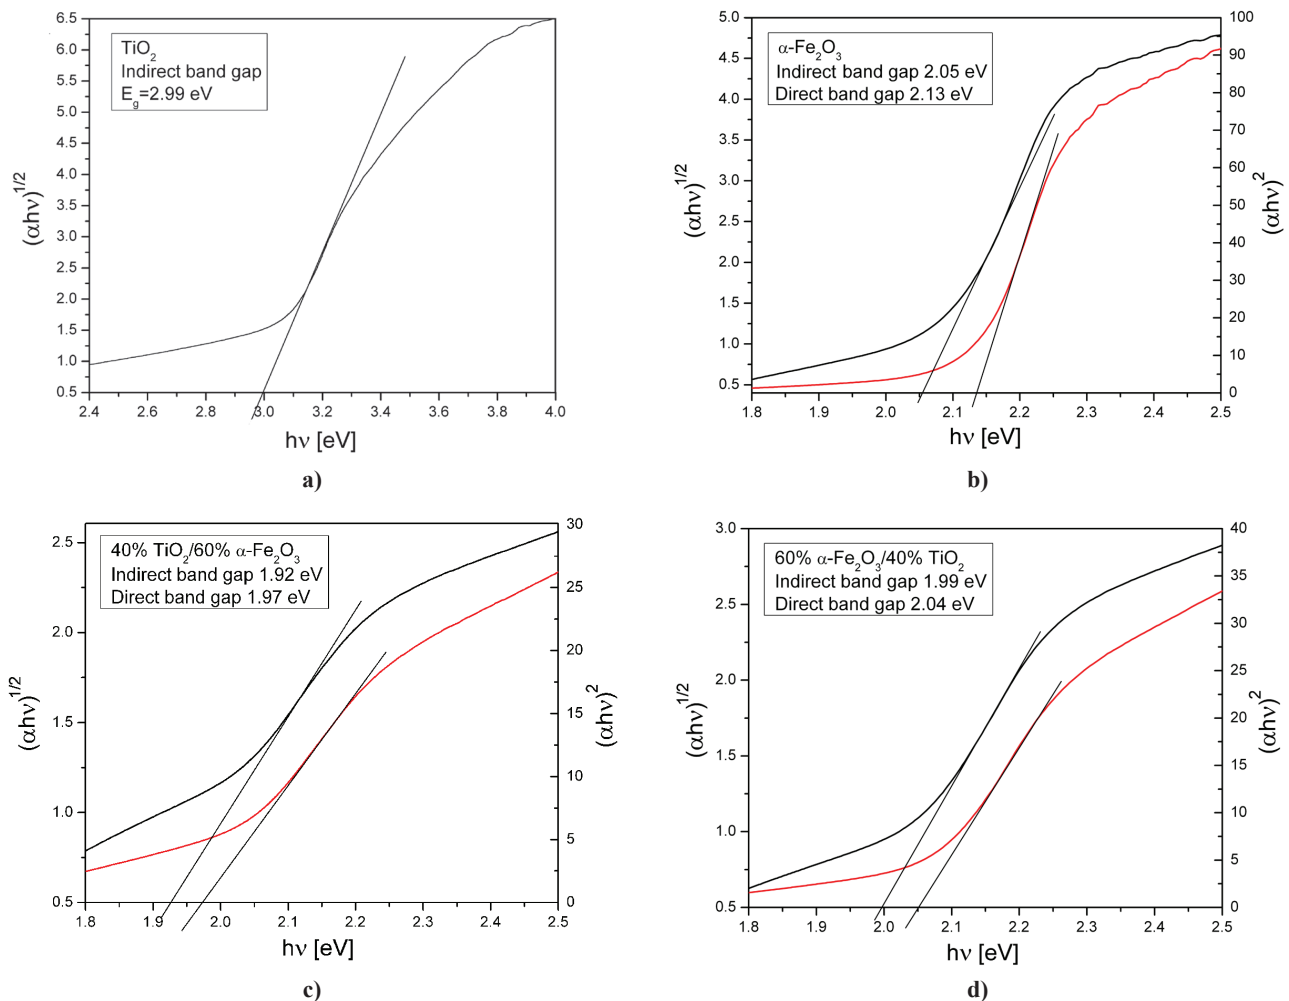 TiO2
Indirect band gap
Eg=2.99 eV
6.5
6.0
5.5
5.0
4.5
4.0
3.5
3.0
2.5
2.0
1.5
1.0
0.5
(αhν)1/2
2.4 2.6 2.8 3.0 3.2 3.4 3.6 3.8 4.0
hν [eV]
a)
α-Fe2O3
Indirect band gap 2.05 eV
Direct band gap 2.13 eV
5.0
4.5
4.0
3.5
3.0
2.5
2.0
1.5
1.0
0.5
(αhν)1/2
100
90
80
70
60
50
40
30
20
10
0
(αhν)2
1.8 1.9 2.0 2.1 2.2 2.3 2.4 2.5
hν [eV]
b)
40% TiO2/60% α-Fe2O3
Indirect band gap 1.92 eV
Direct band gap 1.97 eV
2.5
2.0
1.5
1.0
0.5
(αhν)1/2
30
25
20
15
10
5
0
(αhν)2
1.8 1.9 2.0 2.1 2.2 2.3 2.4 2.5
hν [eV]
c)
60% α-Fe2O3/40% TiO2
Indirect band gap 1.99 eV
Direct band gap 2.04 eV
3.0
2.5
2.0
1.5
1.0
0.5
(αhν)1/2
40
35
30
25
20
15
10
5
0
(αhν)2
1.8 1.9 2.0 2.1 2.2 2.3 2.4 2.5
hν [eV]
d)